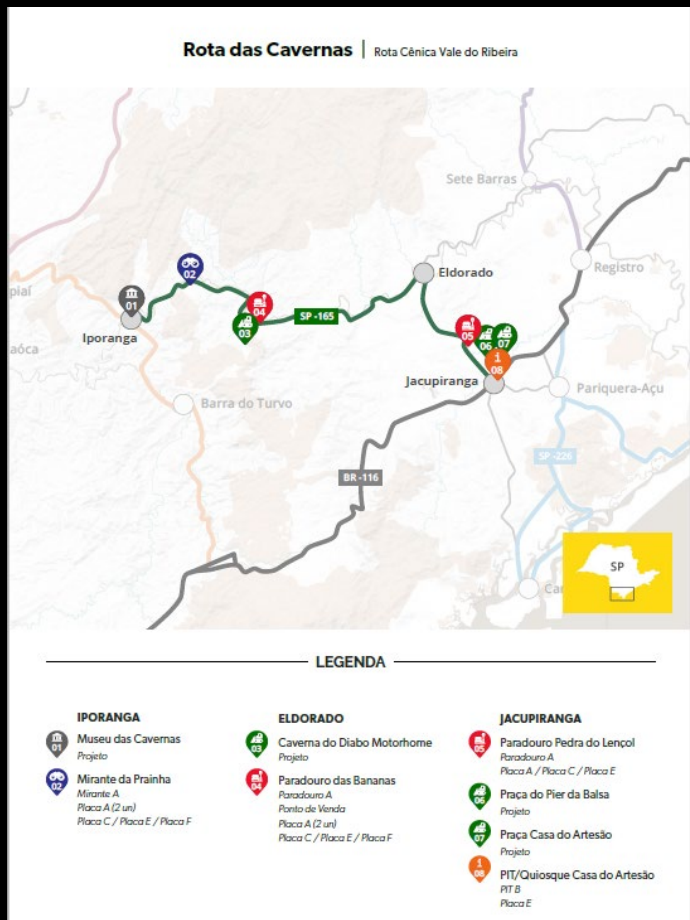 Rota das Cavernas | Rota Cênica Vale do Ribeira
Sete Barras
Registro
Eldorado
02
01
04
03
SP -165
piaí
Iporanga
aóca
05
06
07
08
Jacupiranga
Pariquera-Açu
Barra do Turvo
SP -226
BR -116
SP
Ca
LEGENDA
IPORANGA
01
Museu das Cavernas
Projeto
02
Mirante da Prainha
Mirante A
Placa A (2 un)
Placa C / Placa E / Placa F
ELDORADO
03
Caverna do Diabo Motorhome
Projeto
04
Paradouro das Bananas
Paradouro A
Ponto de Venda
Placa A (2 un)
Placa C / Placa E / Placa F
JACUPIRANGA
05
Paradouro Pedra do Lençol
Paradouro A
Placa A / Placa C / Placa E
06
Praça do Pier da Balsa
Projeto
07
Praça Casa do Artesão
Projeto
08
PIT/Quiosque Casa do Artesão
PIT B
Placa E